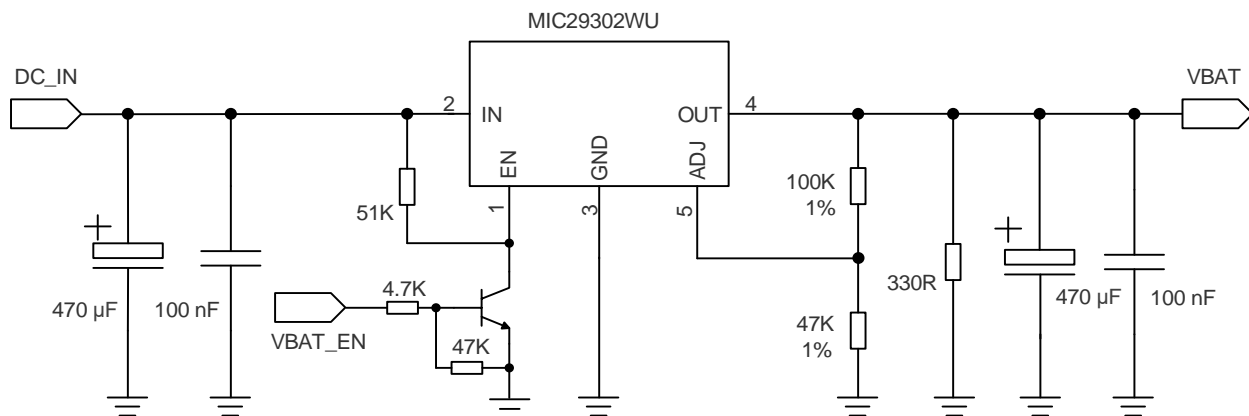 MIC29302WU
DC_IN
VBAT
2
IN
OUT
4
EN
GND
ADJ
1
3
5
51K
100K
1%
470 µF
100 nF
4.7K
VBAT_EN
47K
330R
47K
1%
470 µF
100 nF